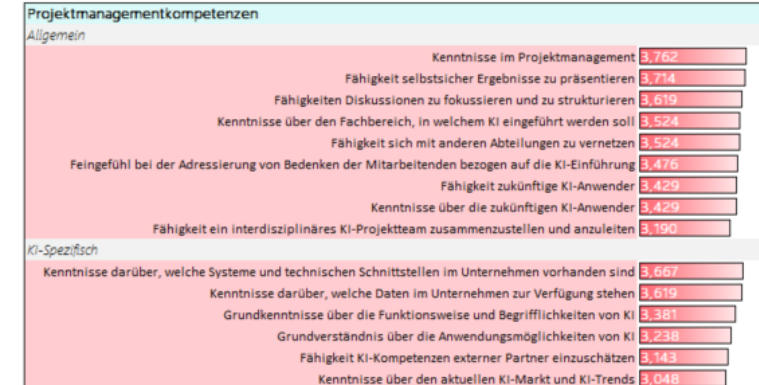 Projektmanagementkompetenzen
Allgemein
Kenntnisse im Projektmanagement 3,762
Fähigkeit selbstsicher Ergebnisse zu präsentieren 3,714
Fähigkeiten Diskussionen zu fokussieren und zu strukturieren 3,619
Kenntnisse über den Fachbereich, in welchem KI eingeführt werden soll 3,524
Fähigkeit sich mit anderen Abteilungen zu vernetzen 3,524
Feingefühl bei der Adressierung von Bedenken der Mitarbeitenden bezogen auf die KI-Einführung 3,476
Fähigkeit zukünftige KI-Anwender 3,429
Kenntnisse über die zukünftigen KI-Anwender 3,429
Fähigkeit ein interdisziplinäres KI-Projektteam zusammenzustellen und anzuleiten 3,190
KI-Spezifisch
Kenntnisse darüber, welche Systeme und technischen Schnittstellen im Unternehmen vorhanden sind 3,667
Kenntnisse darüber, welche Daten im Unternehmen zur Verfügung stehen 3,619
Grundkenntnisse über die Funktionsweise und Begrifflichkeiten von KI 3,381
Grundverständnis über die Anwendungsmöglichkeiten von KI 3,238
Fähigkeit KI-Kompetenzen externer Partner einzuschätzen 3,143
Kenntnisse über den aktuellen KI-Markt und KI-Trends 3,048